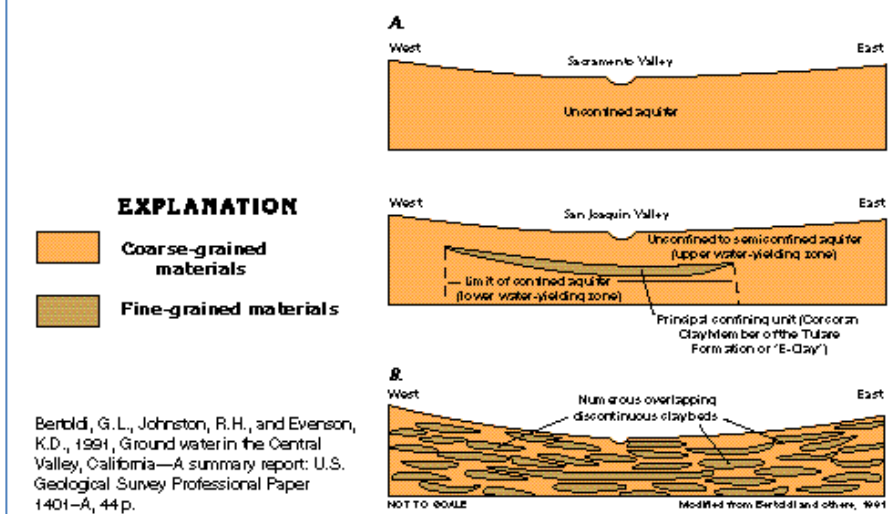 A.
West East
Sacramento Valley
Unconfined aquifer
EXPLANATION
Coarse-grained
materials
Fine-grained materials
West East
San Joaquin Valley
Unconfined to semiconfined aquifer
(upper water-yielding zone)
Limit of confined aquifer
(lower water-yielding zone)
Principal confining unit (Corcoran
Clay Member of the Tulare
Formation or "E-Clay")
B.
West East
Numerous overlapping
discontinuous clay beds
NOT TO SCALE Modified from Bertoldi and others, 1991
Bertoldi, G.L., Johnston, R.H., and Evenson,
K.D., 1991, Ground water in the Central
Valley, California—A summary report: U.S.
Geological Survey Professional Paper
1401–A, 44 p.